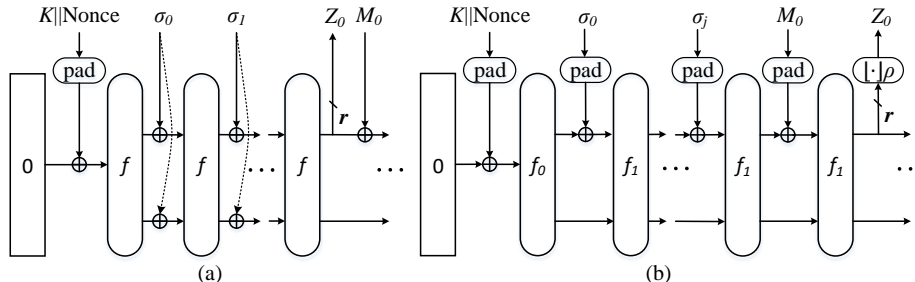 K||Nonce σ0 σ1 Z0 M0
pad
0 f f ... f ...
r
(a)
K||Nonce σ0 σj M0 Z0
pad pad pad pad ⌊·⌋ρ
r
0 f0 f1 ... f1 f1 ...
(b)